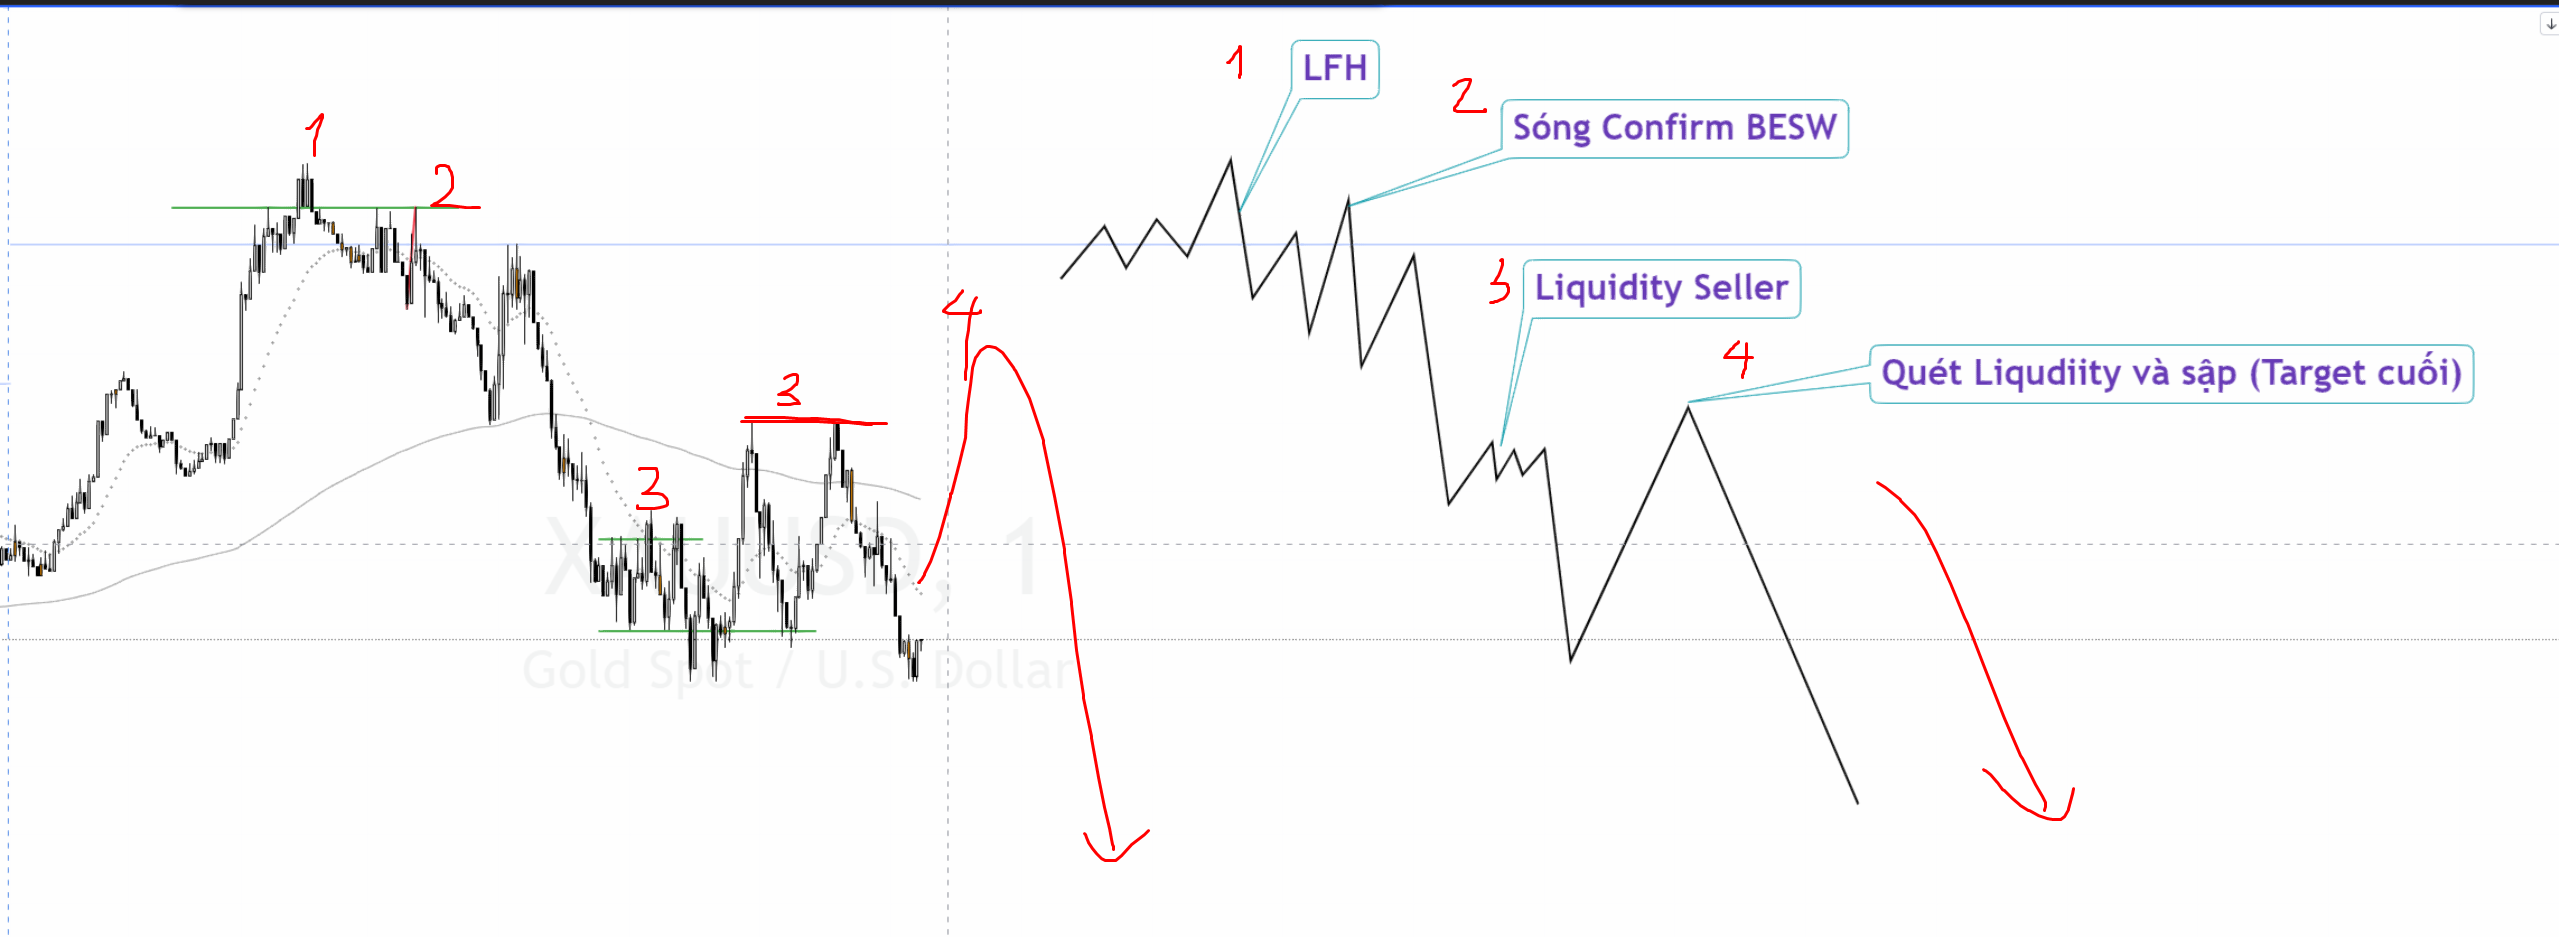 1
LFH
2
Sóng Confirm BESW
3
Liquidity Seller
4
Quét Liqudiity và sập (Target cuối)
1
2
3
3
4
XAUUSD, 1
Gold Spot / U.S. Dollar